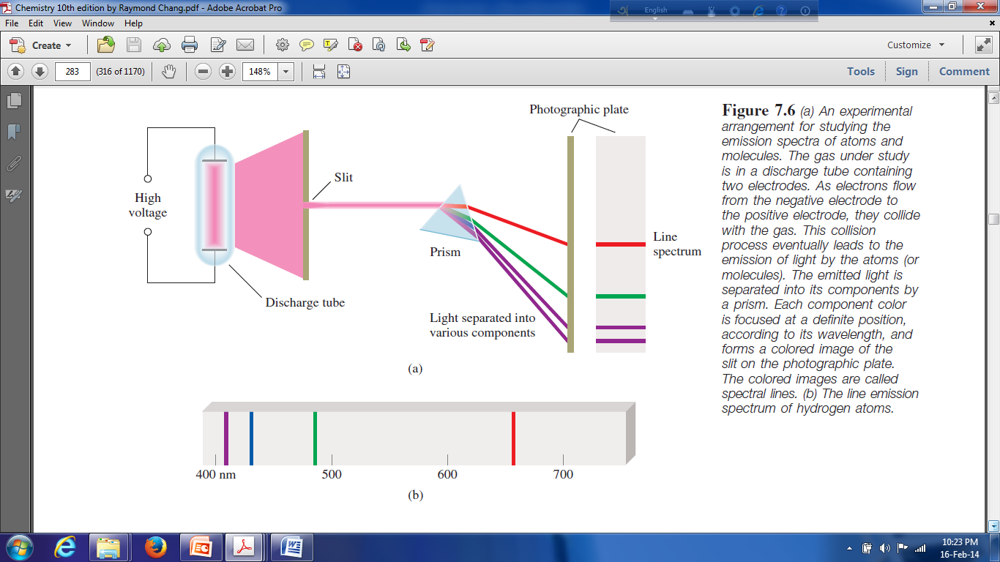 Chemistry 10th edition by Raymond Chang.pdf - Adobe Acrobat Pro
English
File Edit View Window Help
Create
Customize
283 (316 of 1170) 148%
Tools Sign Comment
Photographic plate
Slit
High
voltage
Prism
Line
spectrum
Discharge tube
Light separated into
various components
(a)
400 nm 500 600 700
(b)
Figure 7.6 (a) An experimental
arrangement for studying the
emission spectra of atoms and
molecules. The gas under study
is in a discharge tube containing
two electrodes. As electrons flow
from the negative electrode to
the positive electrode, they collide
with the gas. This collision
process eventually leads to the
emission of light by the atoms (or
molecules). The emitted light is
separated into its components by
a prism. Each component color
is focused at a definite position,
according to its wavelength, and
forms a colored image of the
slit on the photographic plate.
The colored images are called
spectral lines. (b) The line emission
spectrum of hydrogen atoms.
10:23 PM
16-Feb-14